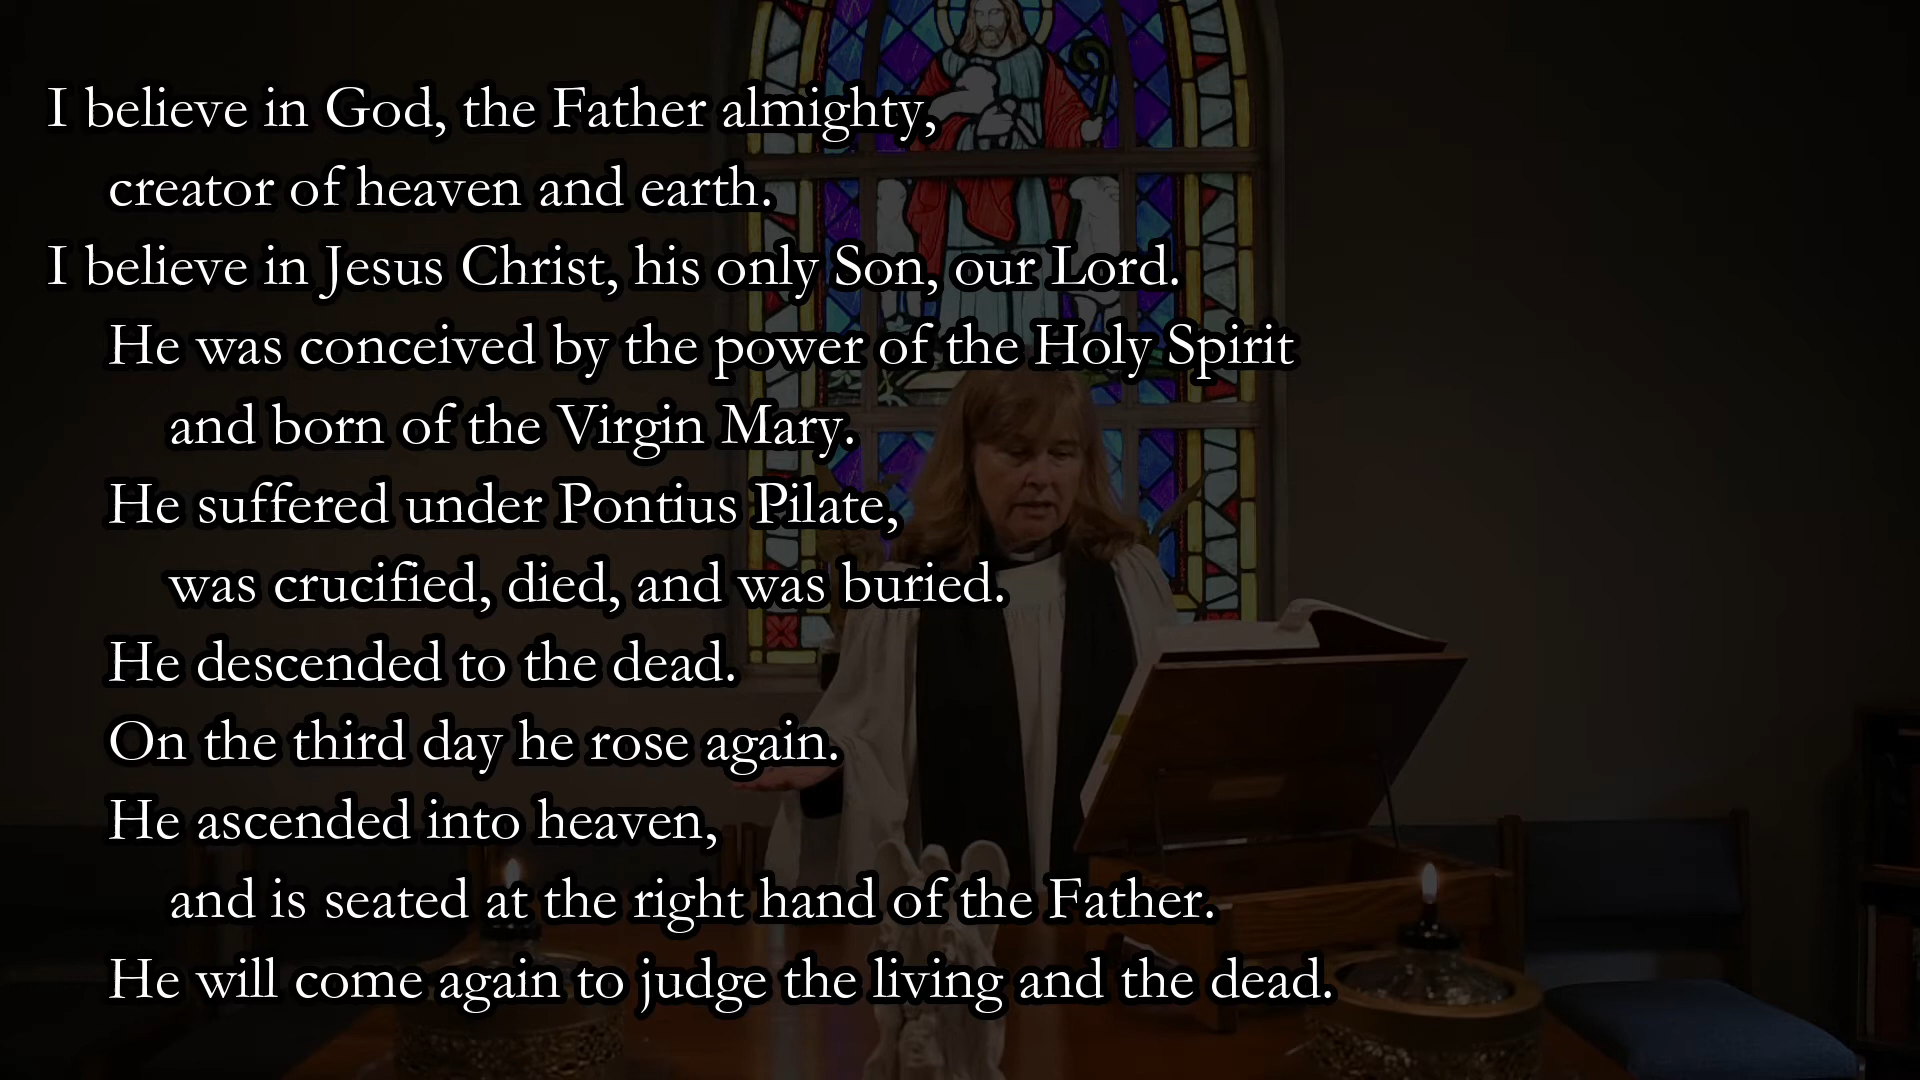 I believe in God, the Father almighty,
creator of heaven and earth.
I believe in Jesus Christ, his only Son, our Lord.
He was conceived by the power of the Holy Spirit
and born of the Virgin Mary.
He suffered under Pontius Pilate,
was crucified, died, and was buried.
He descended to the dead.
On the third day he rose again.
He ascended into heaven,
and is seated at the right hand of the Father.
He will come again to judge the living and the dead.